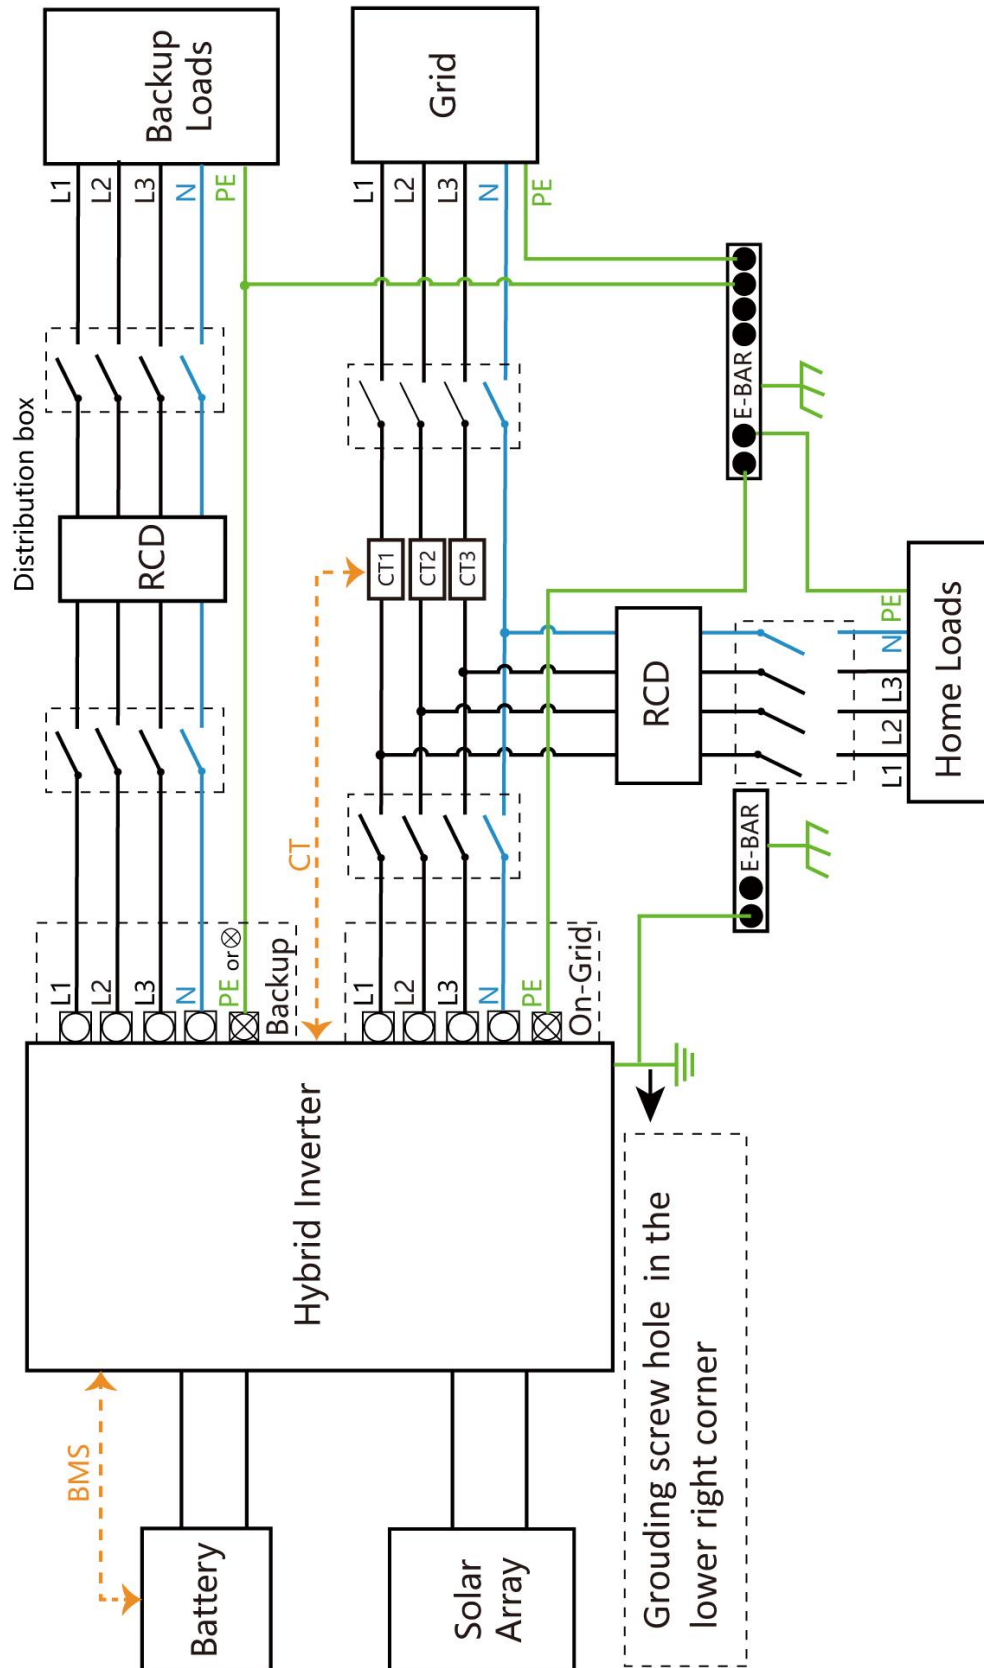 Distribution box
Backup
Loads
L1
L2
L3
N
PE
RCD
L1
L2
L3
N
PE or ⊗
Backup
Grid
L1
L2
L3
N
PE
CT1
CT2
CT3
CT
L1
L2
L3
N
PE
On-Grid
E-BAR
RCD
PE
N
L3
L2
L1
Home Loads
E-BAR
Hybrid Inverter
BMS
Battery
Solar
Array
Grouding screw hole in the
lower right corner